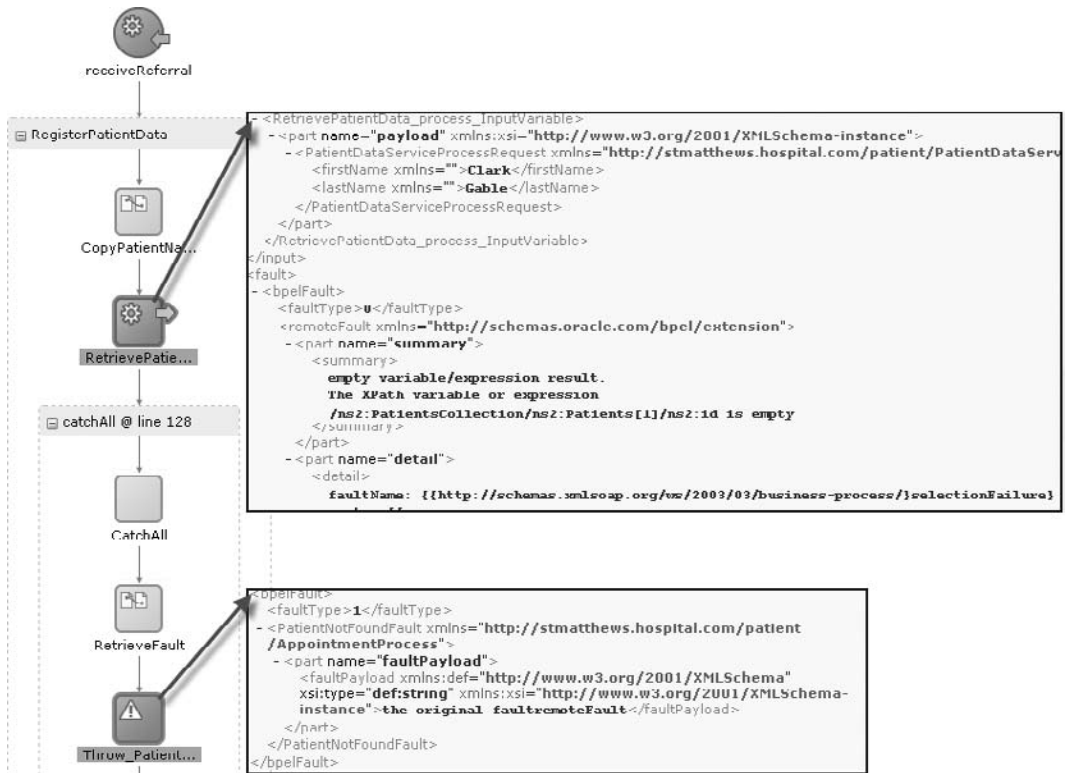 receiveReferral
RegisterPatientData
CopyPatientNa...
RetrievePatie...
catchAll @ line 128
CatchAll
RetrieveFault
Throw_Patient...
- <RetrievePatientData_process_InputVariable>
- <part name="payload" xmlns:xsi="http://www.w3.org/2001/XMLSchema-instance">
- <PatientDataServiceProcessRequest xmlns="http://stmatthews.hospital.com/patient/PatientDataServ
<firstName xmlns="">Clark</firstName>
<lastName xmlns="">Gable</lastName>
</PatientDataServiceProcessRequest>
</part>
</RetrievePatientData_process_InputVariable>
</input>
<fault>
- <bpelFault>
<faultType>0</faultType>
<remoteFault xmlns="http://schemas.oracle.com/bpel/extension">
- <part name="summary">
<summary>
empty variable/expression result.
The XPath variable or expression
/ns2:PatientsCollection/ns2:Patients[1]/ns2:id is empty
</summary>
</part>
- <part name="detail">
<detail>
faultName: {{http://schemas.xmlsoap.org/ws/2003/03/business-process/}selectionFailure}
<bpelFault>
<faultType>1</faultType>
- <PatientNotFoundFault xmlns="http://stmatthews.hospital.com/patient
/AppointmentProcess">
- <part name="faultPayload">
<faultPayload xmlns:def="http://www.w3.org/2001/XMLSchema"
xsi:type="def:string" xmlns:xsi="http://www.w3.org/2001/XMLSchema-
instance">the original faultremoteFault</faultPayload>
</part>
</PatientNotFoundFault>
</bpelFault>